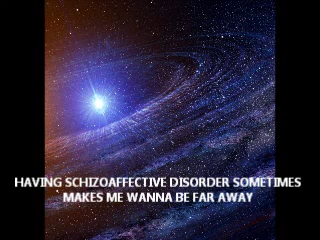 HAVING SCHIZOAFFECTIVE DISORDER SOMETIMES
MAKES ME WANNA BE FAR AWAY